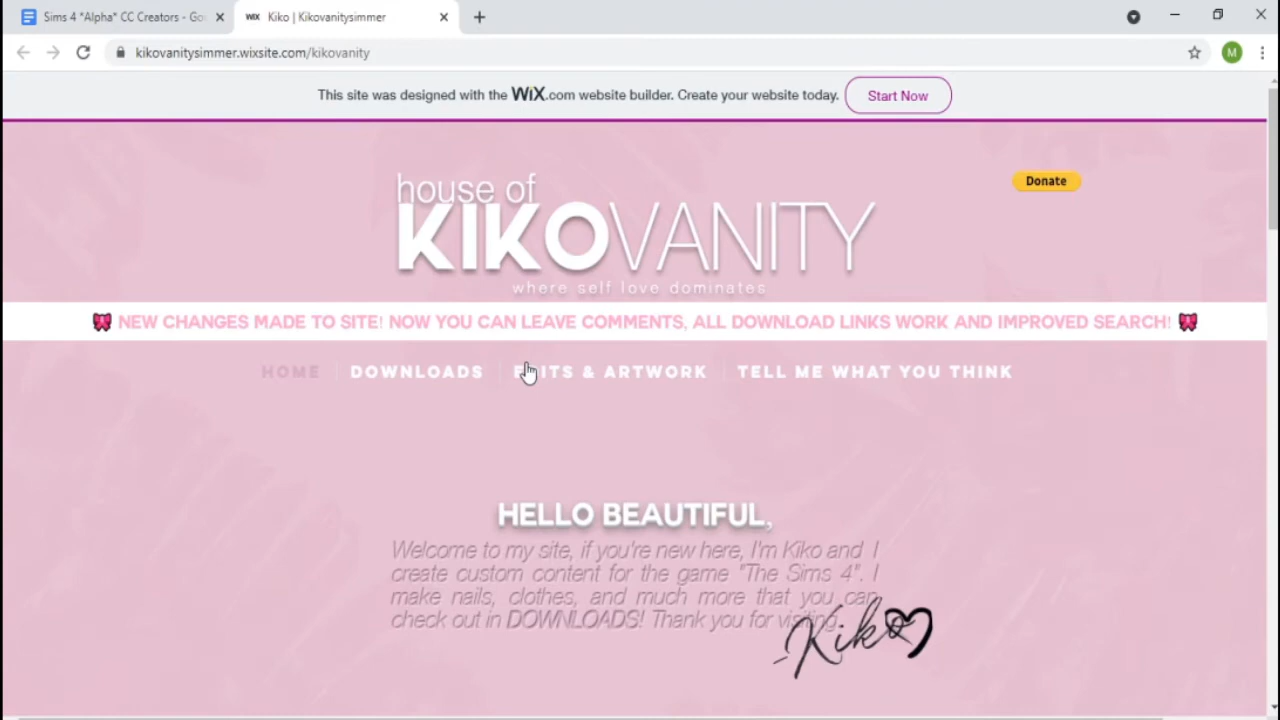 Sims 4 *Alpha* CC Creators - Go
WiX Kiko | Kikovanitysimmer
kikovanitysimmer.wixsite.com/kikovanity
M
This site was designed with the WiX.com website builder. Create your website today.
Start Now
house of
KIKOVANITY
where self love dominates
Donate
NEW CHANGES MADE TO SITE! NOW YOU CAN LEAVE COMMENTS, ALL DOWNLOAD LINKS WORK AND IMPROVED SEARCH!
HOME DOWNLOADS EDITS & ARTWORK TELL ME WHAT YOU THINK
HELLO BEAUTIFUL,
Welcome to my site, if you're new here, I'm Kiko and I
create custom content for the game "The Sims 4". I
make nails, clothes, and much more that you can
check out in DOWNLOADS! Thank you for visiting.
-Kiko